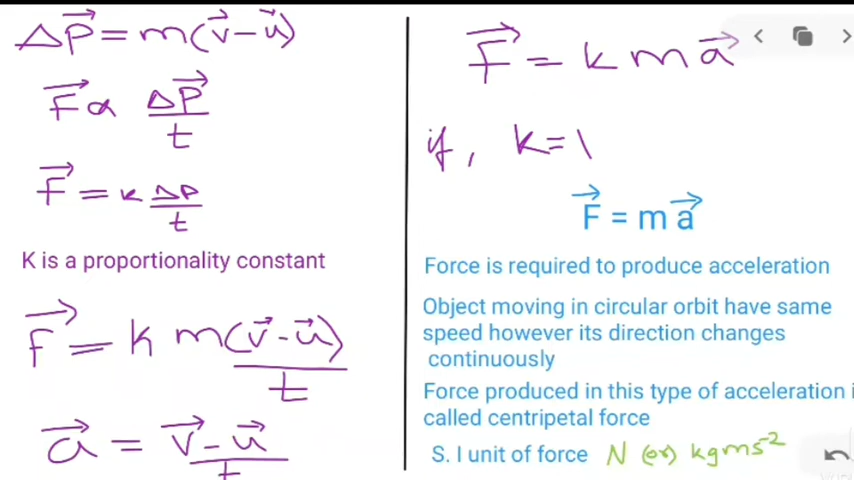 ΔP⃗ = m(v⃗ - u⃗)
F⃗ α ΔP⃗/t
F⃗ = k ΔP/t
K is a proportionality constant
F⃗ = k m(v⃗ - u⃗)/t
a⃗ = v⃗ - u⃗/t
F⃗ = k m a⃗
if, k=1
F⃗ = m a⃗
Force is required to produce acceleration
Object moving in circular orbit have same
speed however its direction changes
continuously
Force produced in this type of acceleration i
called centripetal force
S. I unit of force N (or) kgms⁻²